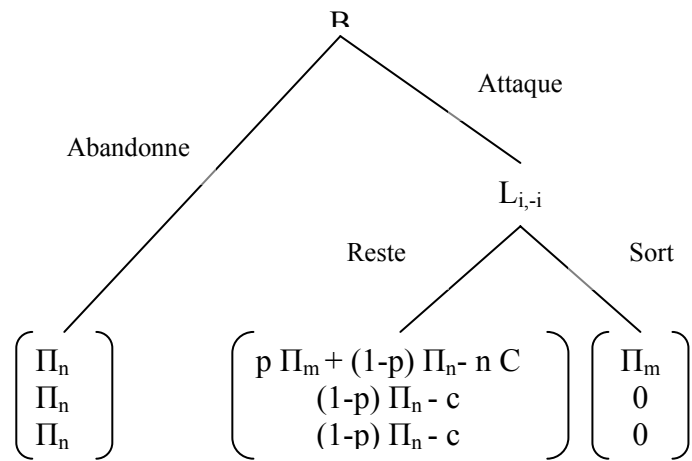 B
Attaque
Abandonne
L_{i,-i}
Reste
Sort
Π_n
Π_n
Π_n
p Π_m + (1-p) Π_n - n C
(1-p) Π_n - c
(1-p) Π_n - c
Π_m
0
0